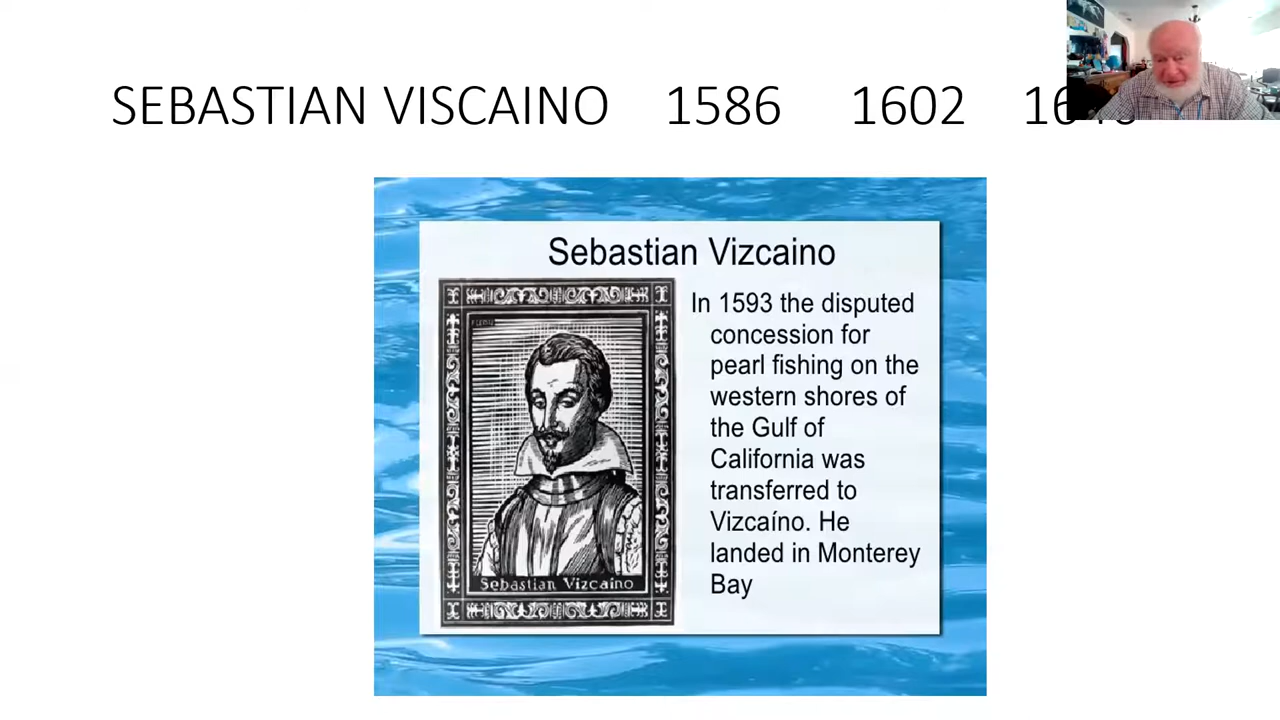 SEBASTIAN VISCAINO 1586 1602
Sebastian Vizcaino
In 1593 the disputed
concession for
pearl fishing on the
western shores of
the Gulf of
California was
transferred to
Vizcaíno. He
landed in Monterey
Bay
Sebastian Vizcaino